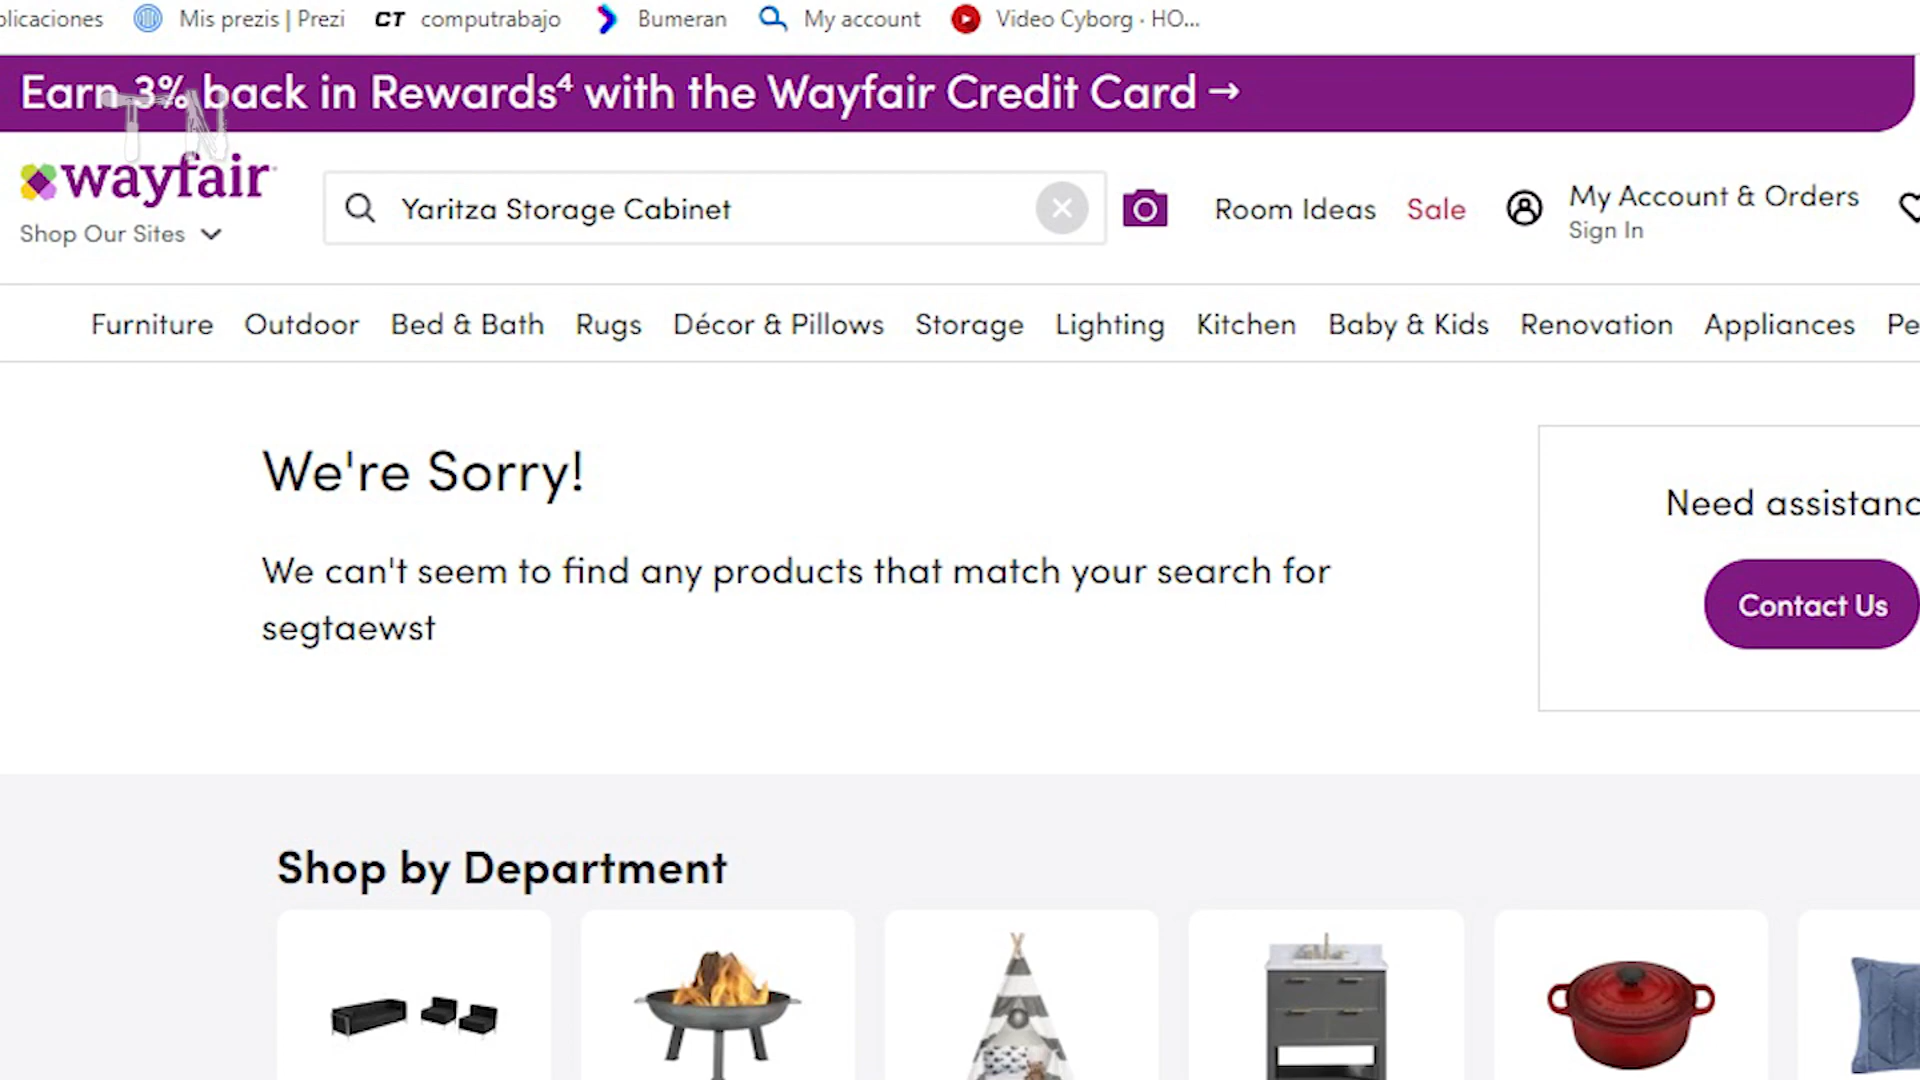 plicaciones Mis prezis | Prezi CT computrabajo Bumeran My account Video Cyborg · HO...
Earn 3% back in Rewards⁴ with the Wayfair Credit Card →
TN
wayfair
Shop Our Sites
Yaritza Storage Cabinet
Room Ideas Sale
My Account & Orders
Sign In
Furniture Outdoor Bed & Bath Rugs Décor & Pillows Storage Lighting Kitchen Baby & Kids Renovation Appliances Pe
We're Sorry!
We can't seem to find any products that match your search for
segtaewst
Need assistanc
Contact Us
Shop by Department